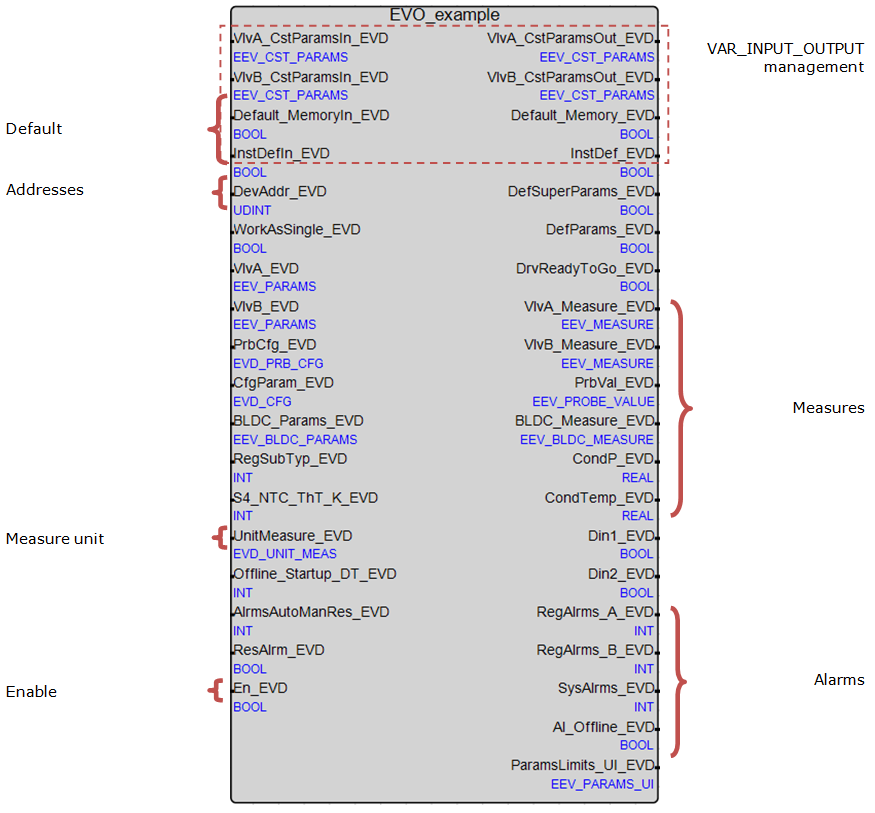 EVO_example
VlvA_CstParamsIn_EVD VlvA_CstParamsOut_EVD
EEV_CST_PARAMS EEV_CST_PARAMS
VlvB_CstParamsIn_EVD VlvB_CstParamsOut_EVD
EEV_CST_PARAMS EEV_CST_PARAMS
Default_MemoryIn_EVD Default_Memory_EVD
BOOL BOOL
InstDefIn_EVD InstDef_EVD
BOOL BOOL
DevAddr_EVD DefSuperParams_EVD
UDINT BOOL
WorkAsSingle_EVD DefParams_EVD
BOOL BOOL
VlvA_EVD DrvReadyToGo_EVD
EEV_PARAMS BOOL
VlvB_EVD VlvA_Measure_EVD
EEV_PARAMS EEV_MEASURE
PrbCfg_EVD VlvB_Measure_EVD
EVD_PRB_CFG EEV_MEASURE
CfgParam_EVD PrbVal_EVD
EVD_CFG EEV_PROBE_VALUE
BLDC_Params_EVD BLDC_Measure_EVD
EEV_BLDC_PARAMS EEV_BLDC_MEASURE
RegSubTyp_EVD CondP_EVD
INT REAL
S4_NTC_ThT_K_EVD CondTemp_EVD
INT REAL
UnitMeasure_EVD Din1_EVD
EVD_UNIT_MEAS BOOL
Offline_Startup_DT_EVD Din2_EVD
INT BOOL
AlrmsAutoManRes_EVD RegAlrms_A_EVD
INT INT
ResAlrm_EVD RegAlrms_B_EVD
BOOL INT
En_EVD SysAlrms_EVD
BOOL INT
Al_Offline_EVD
BOOL
ParamsLimits_UI_EVD
EEV_PARAMS_UI
Default
Addresses
Measure unit
Enable
VAR_INPUT_OUTPUT
management
Measures
Alarms